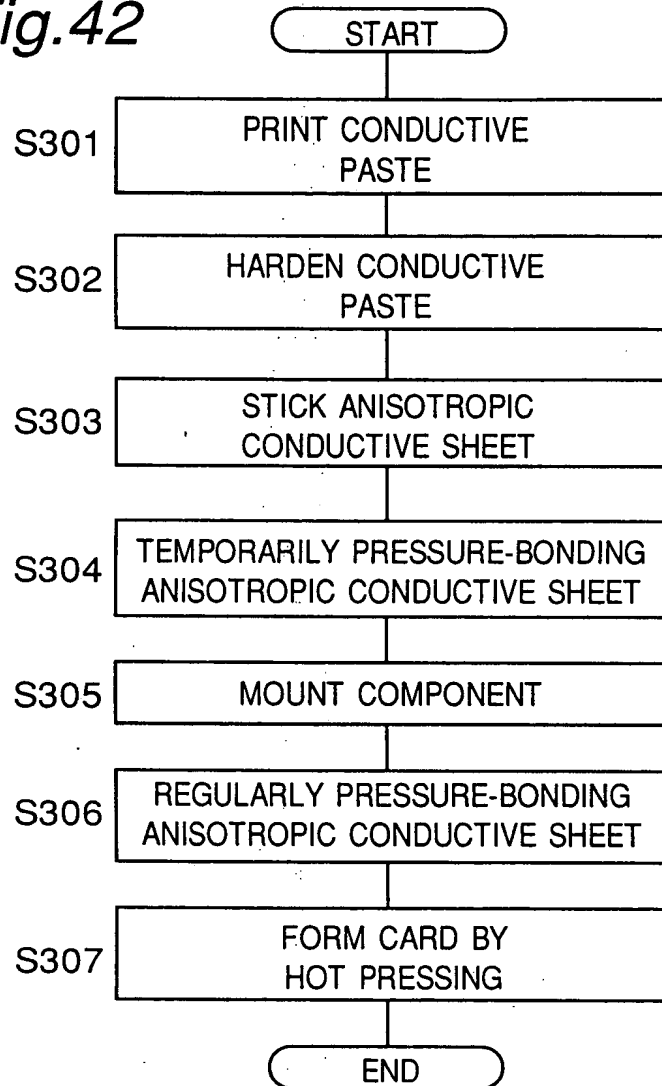 Fig.42
START
S301
PRINT CONDUCTIVE
PASTE
S302
HARDEN CONDUCTIVE
PASTE
S303
STICK ANISOTROPIC
CONDUCTIVE SHEET
S304
TEMPORARILY PRESSURE-BONDING
ANISOTROPIC CONDUCTIVE SHEET
S305
MOUNT COMPONENT
S306
REGULARLY PRESSURE-BONDING
ANISOTROPIC CONDUCTIVE SHEET
S307
FORM CARD BY
HOT PRESSING
END